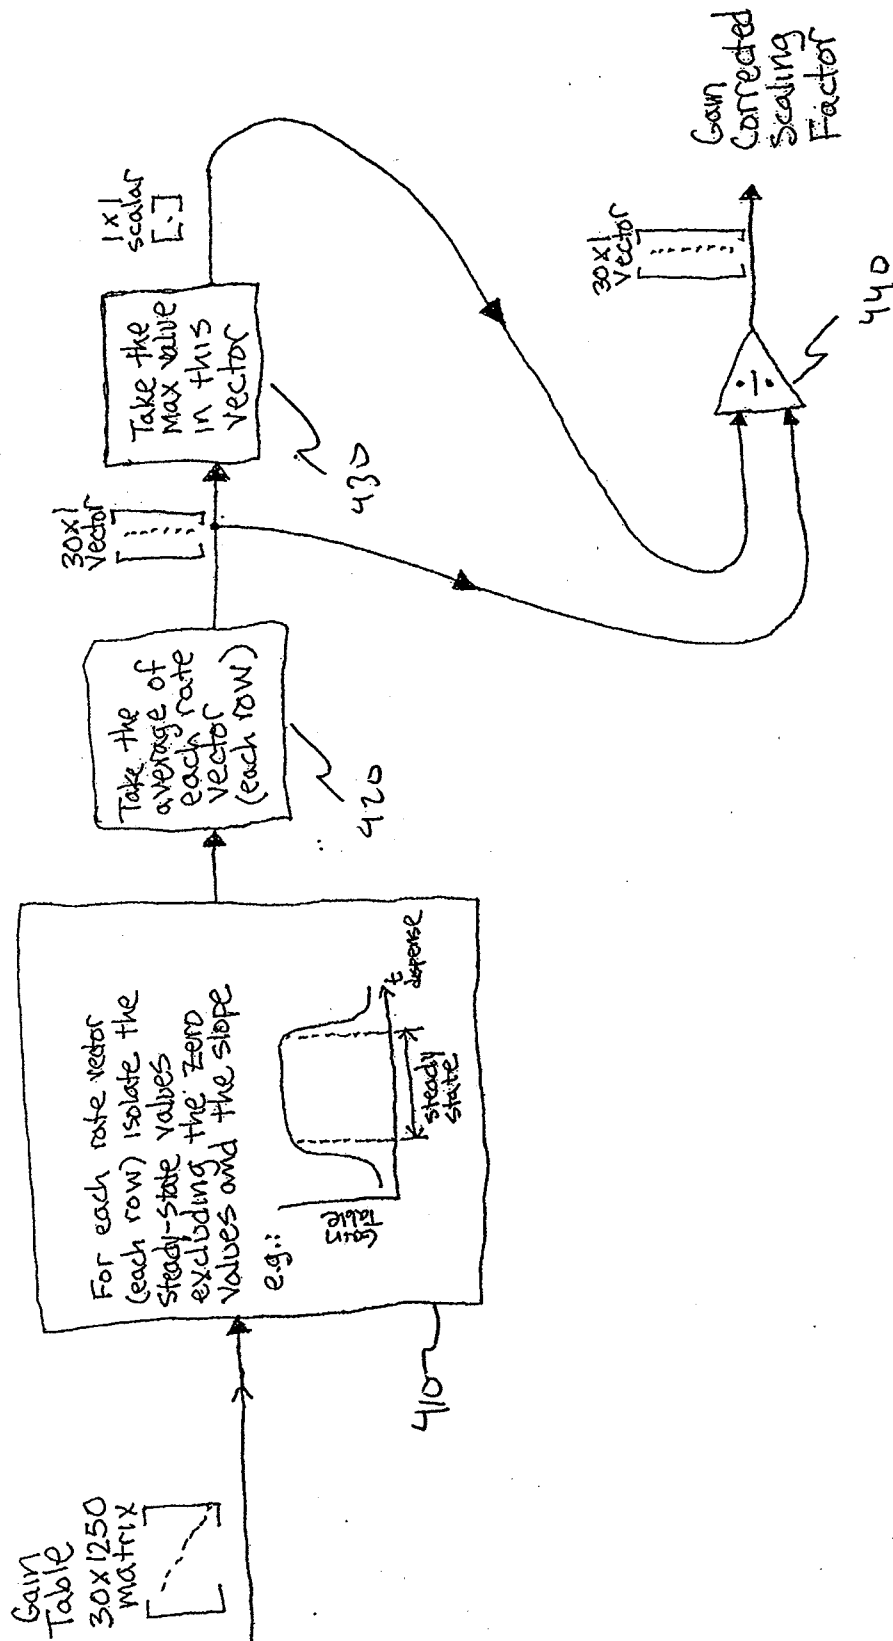 Gain
Table
30x1250
matrix
For each rate vector
(each row) isolate the
steady-state values
excluding the zero
values and the slope
e.g.:
Gain
Table
steady
state
t
dispense
410
Take the
average of
each rate
vector
(each row)
420
30x1
vector
Take the
Max value
in this
vector
430
1x1
scalar
[.]
÷
440
30x1
vector
Gain
Corrected
Scaling
Factor